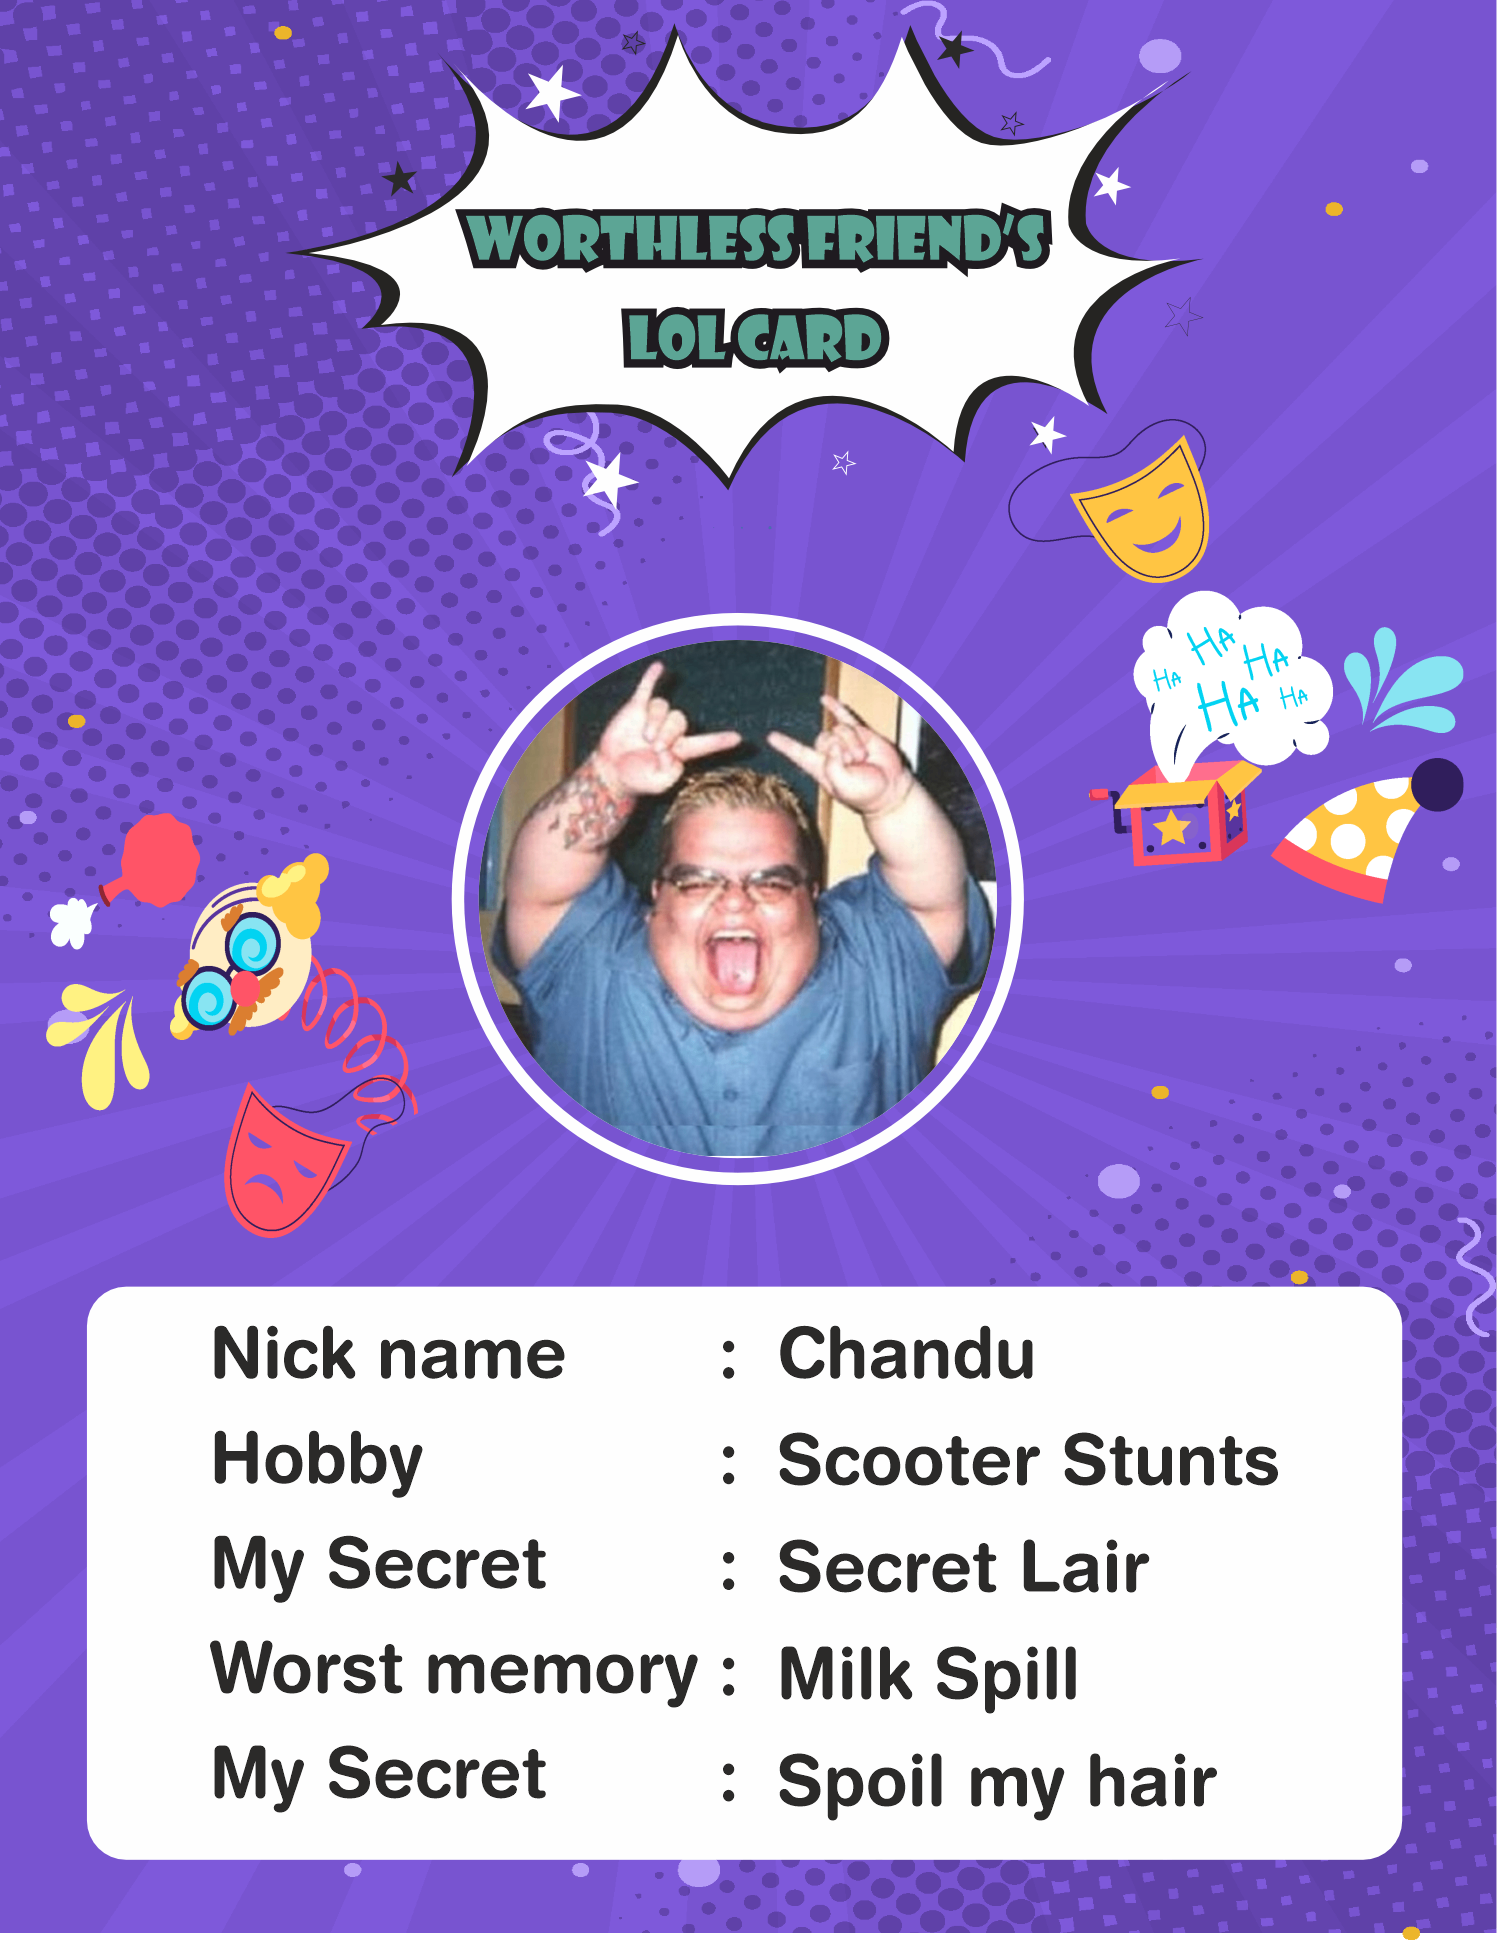 WORTHLESS FRIEND'S
LOL CARD
HA
HA
HA
HA
HA
Nick name : Chandu
Hobby : Scooter Stunts
My Secret : Secret Lair
Worst memory : Milk Spill
My Secret : Spoil my hair